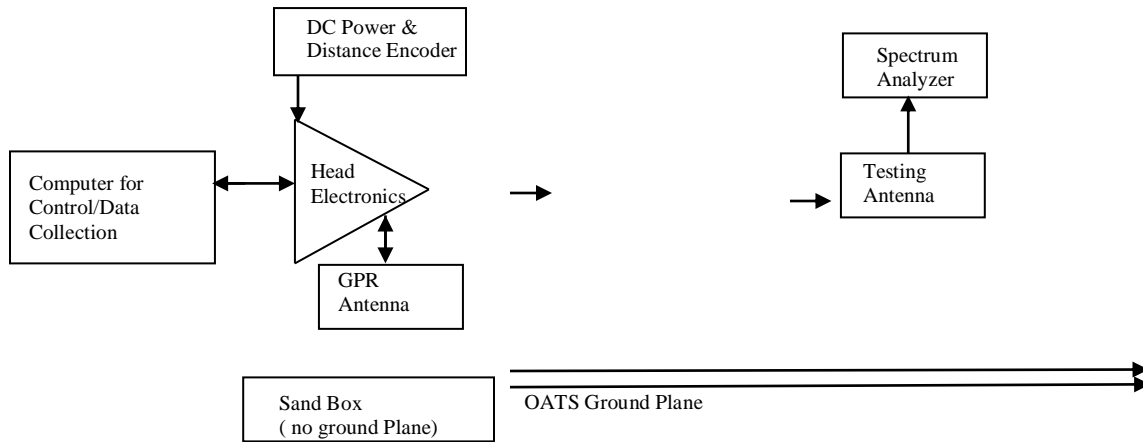 DC Power &
Distance Encoder
Spectrum
Analyzer
Head
Electronics
Computer for
Control/Data
Collection
Testing
Antenna
GPR
Antenna
Sand Box
( no ground Plane)
OATS Ground Plane